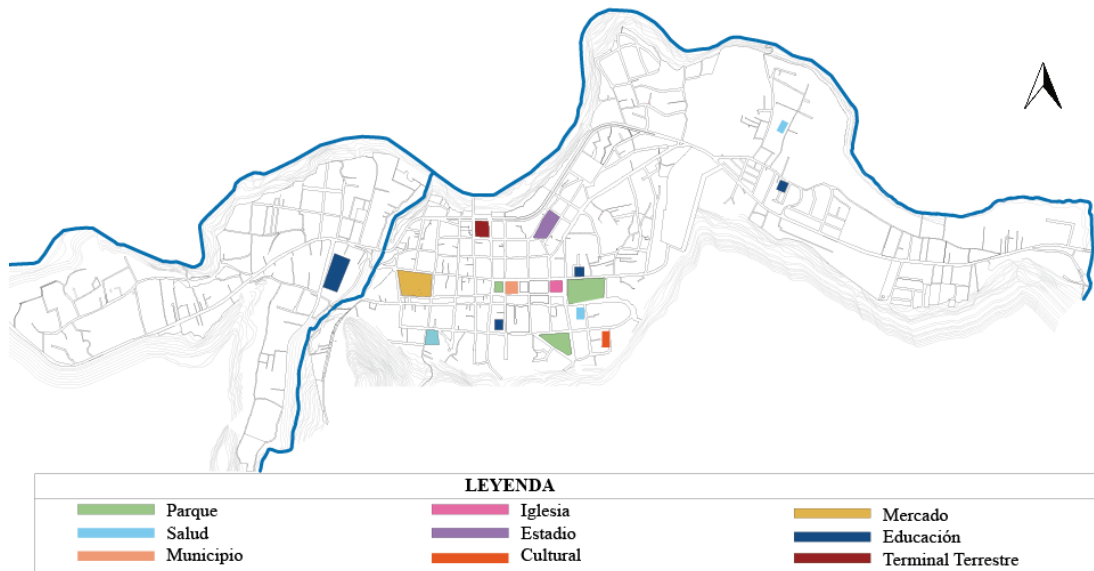 LEYENDA
Parque
Iglesia
Mercado
Salud
Estadio
Educación
Municipio
Cultural
Terminal Terrestre